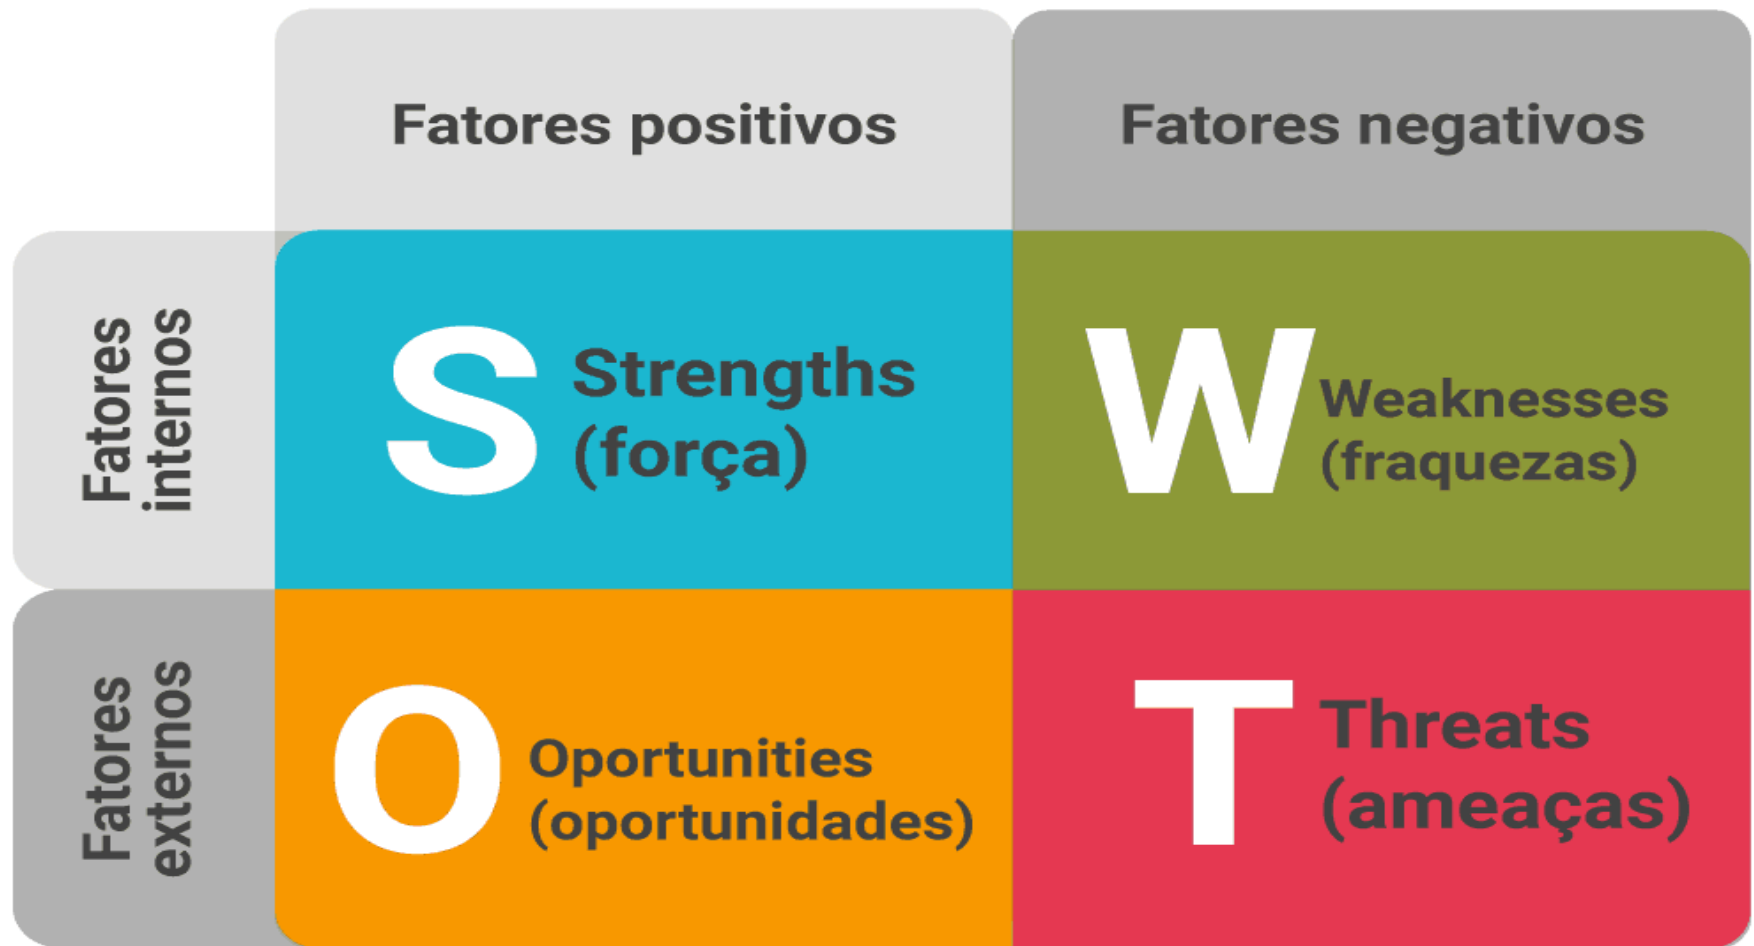 Fatores positivos
Fatores negativos
Fatores
internos
S
Strengths
(força)
W
Weaknesses
(fraquezas)
Fatores
externos
O
Oportunities
(oportunidades)
T
Threats
(ameaças)